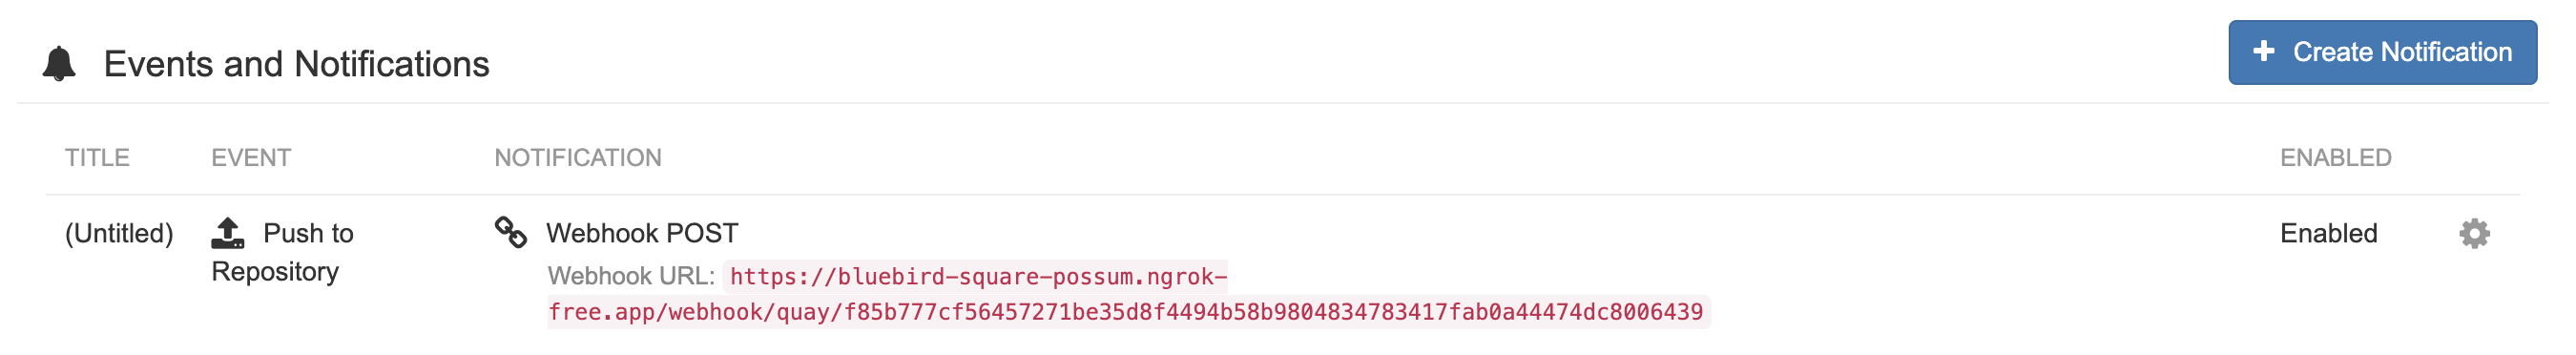 Events and Notifications
Create Notification
TITLE EVENT NOTIFICATION ENABLED
(Untitled) Push to Webhook POST Enabled
Repository Webhook URL: https://bluebird-square-possum.ngrok-
free.app/webhook/quay/f85b777cf56457271be35d8f4494b58b9804834783417fab0a44474dc8006439